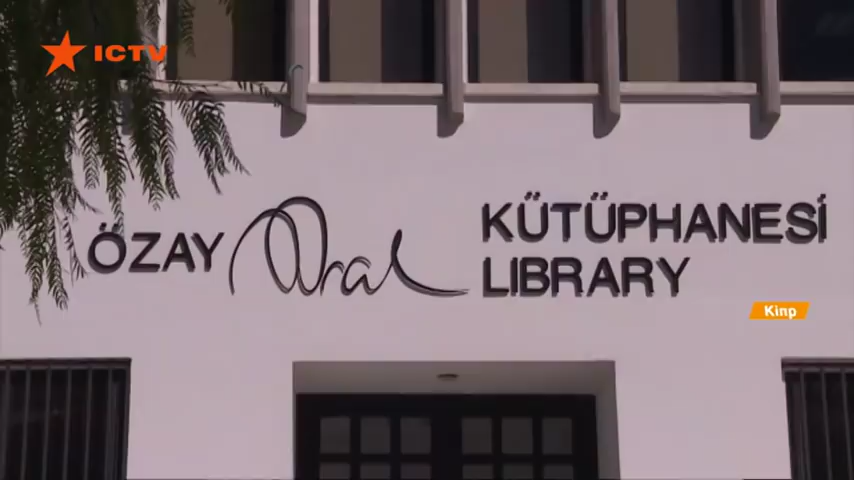 ICTV
ÖZAY Oral KÜTÜPHANESİ
LIBRARY
Кіпр